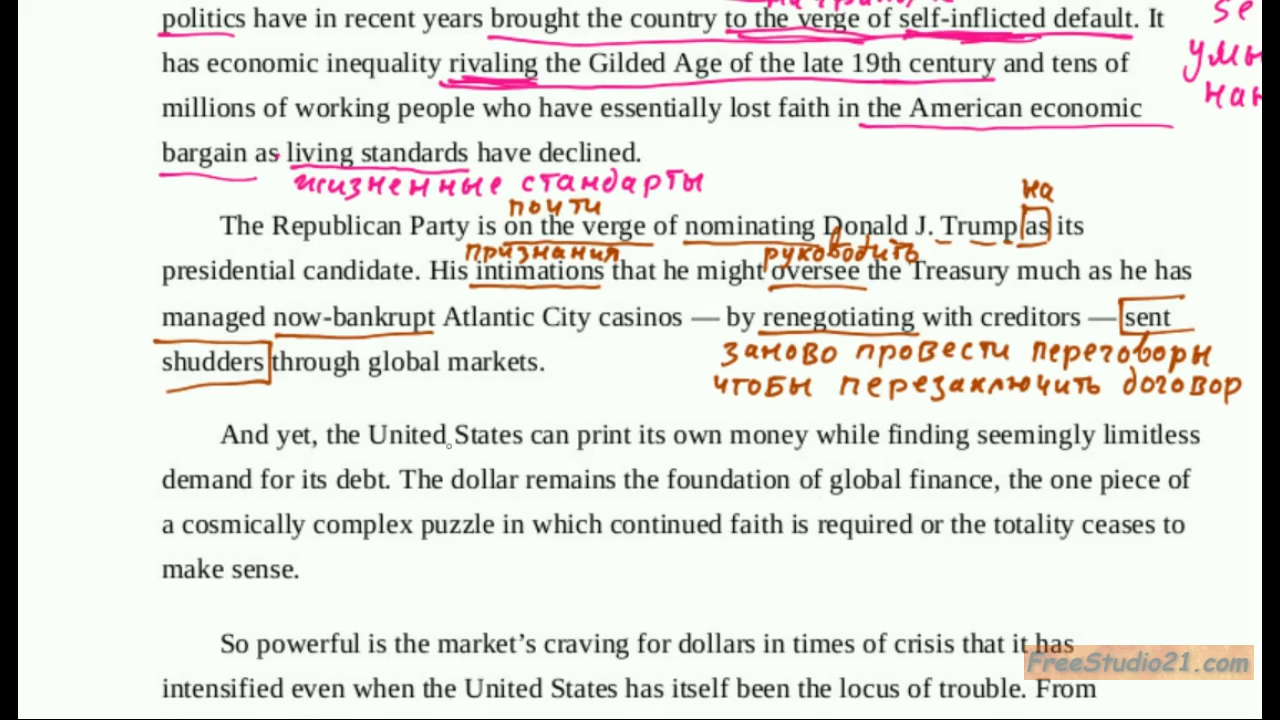 politics have in recent years brought the country to the verge of self-inflicted default. It
se
has economic inequality rivaling the Gilded Age of the late 19th century and tens of
умы
millions of working people who have essentially lost faith in the American economic
нан
bargain as living standards have declined.
жизненные стандарты
на
почти
The Republican Party is on the verge of nominating Donald J. Trump as its
признания руководить
presidential candidate. His intimations that he might oversee the Treasury much as he has
managed now-bankrupt Atlantic City casinos — by renegotiating with creditors — sent
заново провести переговоры
shudders through global markets.
чтобы перезаключить договор
And yet, the United States can print its own money while finding seemingly limitless
demand for its debt. The dollar remains the foundation of global finance, the one piece of
a cosmically complex puzzle in which continued faith is required or the totality ceases to
make sense.
So powerful is the market’s craving for dollars in times of crisis that it has
FreeStudio21.com
intensified even when the United States has itself been the locus of trouble. From